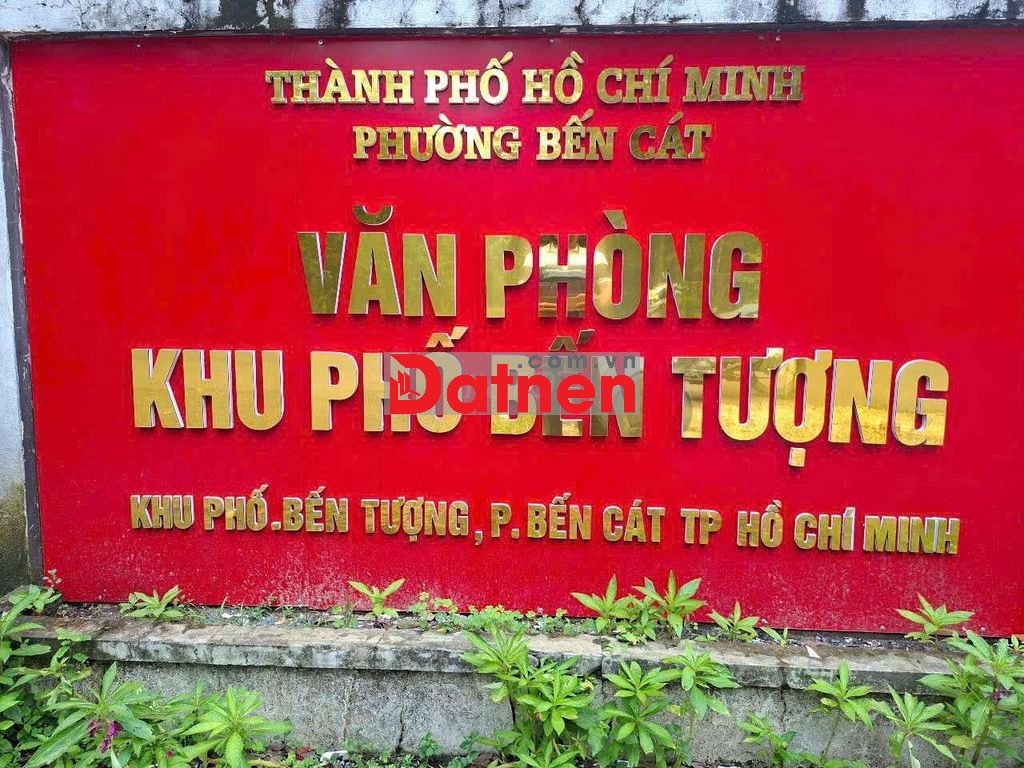 THÀNH PHỐ HỒ CHÍ MINH
PHƯỜNG BẾN CÁT
VĂN PHÒNG
KHU PHỐ BẾN TƯỢNG
Datnen
.com.vn
KHU PHỐ.BẾN TƯỢNG, P. BẾN CÁT TP HỒ CHÍ MINH